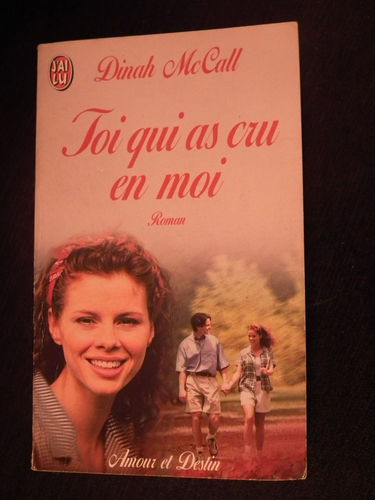 J'AI
LU
Dinah McCall
Toi qui as cru
en moi
Roman
Amour et Destin